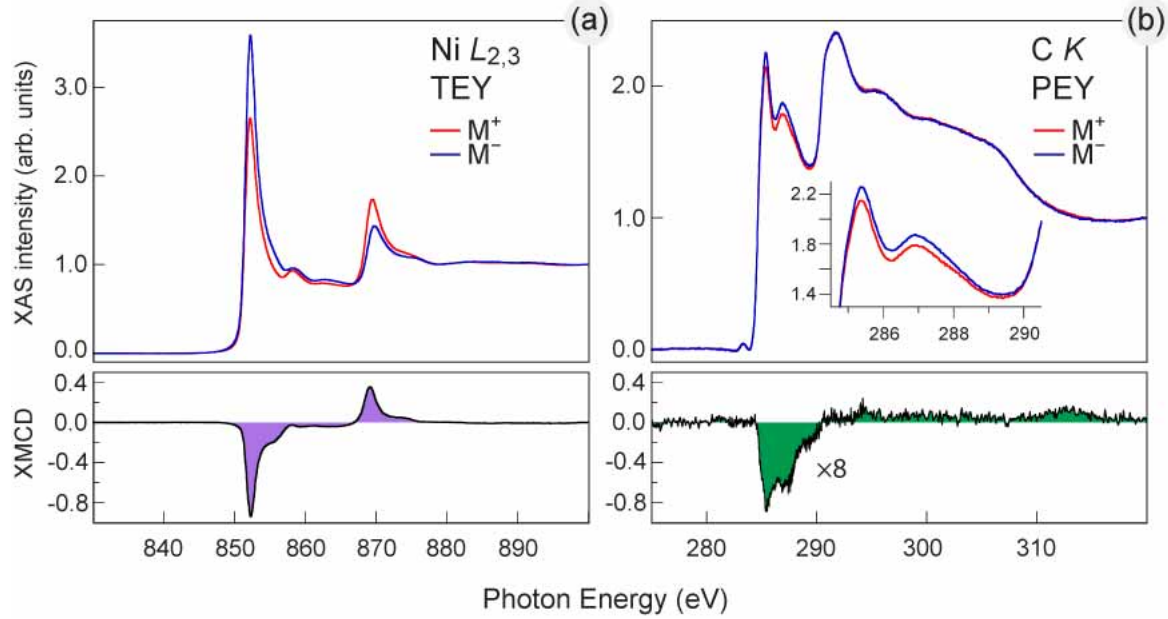 (a)
Ni L2,3
TEY
M+
M−
XAS intensity (arb. units)
3.0
2.0
1.0
0.0
XMCD
0.4
0.0
-0.4
-0.8
840 850 860 870 880 890
(b)
C K
PEY
M+
M−
2.0
1.0
0.0
2.2
1.8
1.4
286 288 290
0.4
0.0
-0.4
-0.8
×8
280 290 300 310
Photon Energy (eV)